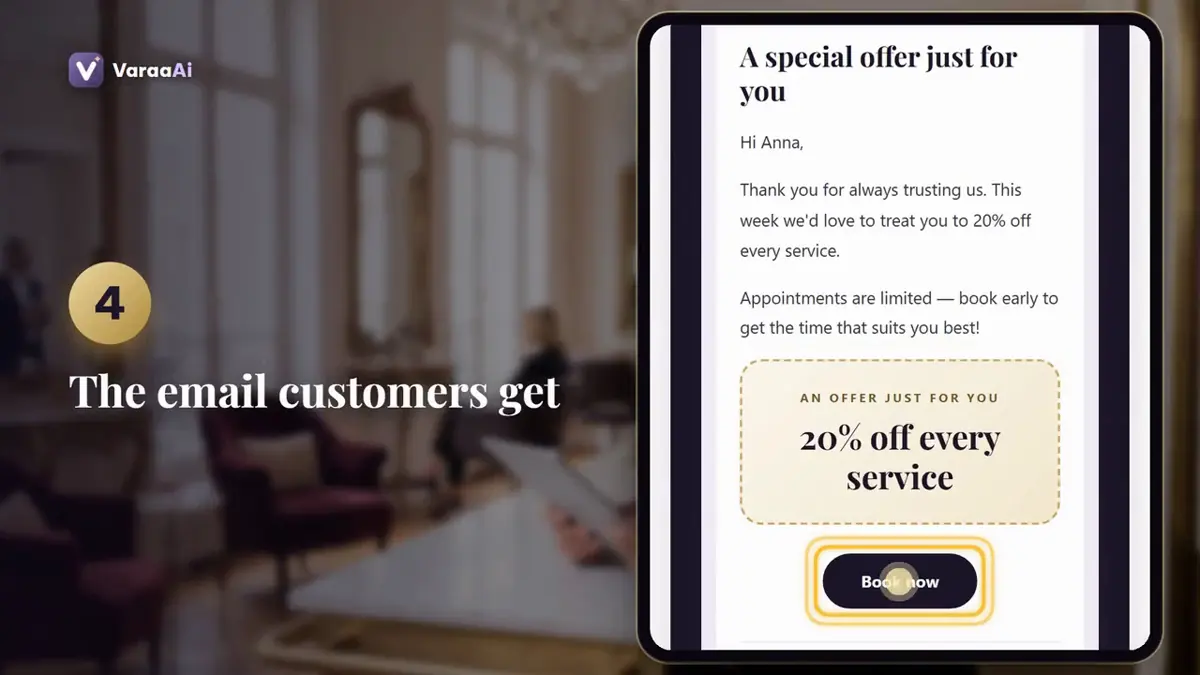 VaraaAi
4
The email customers get
A special offer just for
you
Hi Anna,
Thank you for always trusting us. This
week we'd love to treat you to 20% off
every service.
Appointments are limited — book early to
get the time that suits you best!
AN OFFER JUST FOR YOU
20% off every
service
Book now